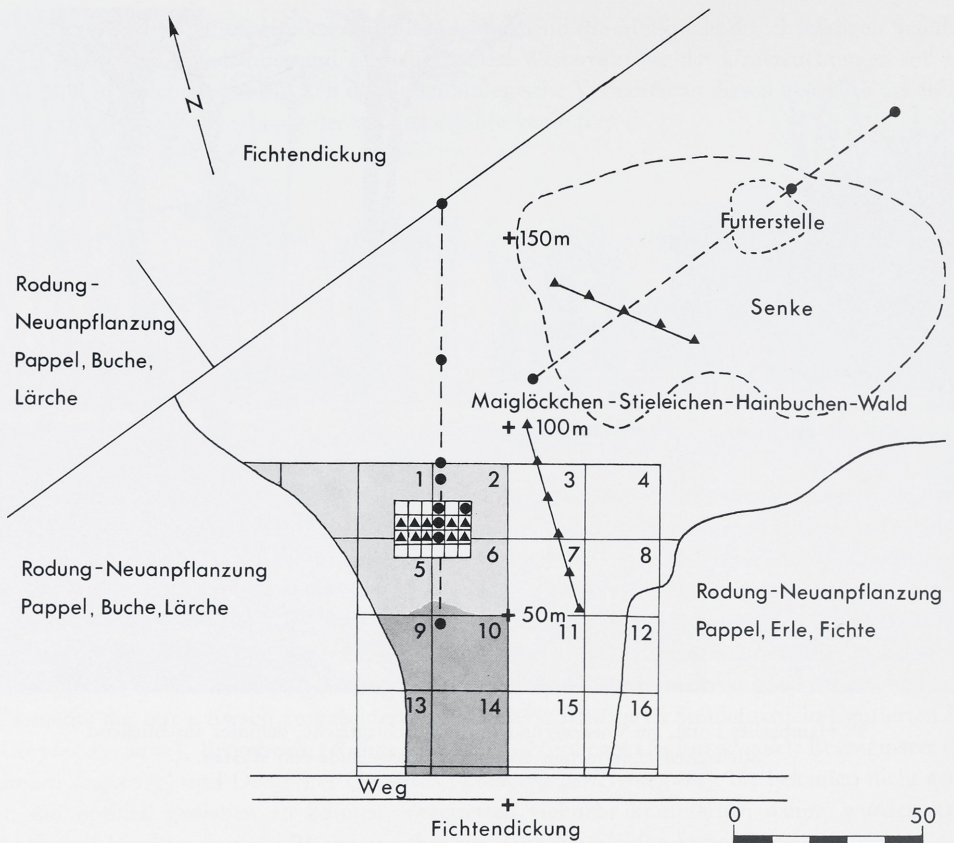 N
Fichtendickung
Futterstelle
150m
Rodung-
Neuanpflanzung
Pappel, Buche,
Lärche
Senke
Maiglöckchen-Stieleichen-Hainbuchen-Wald
100m
1 2 3 4
5 6 7 8
Rodung-Neuanpflanzung
Pappel, Buche, Lärche
Rodung-Neuanpflanzung
Pappel, Erle, Fichte
50m
9 10 11 12
13 14 15 16
Weg
Fichtendickung
0 50